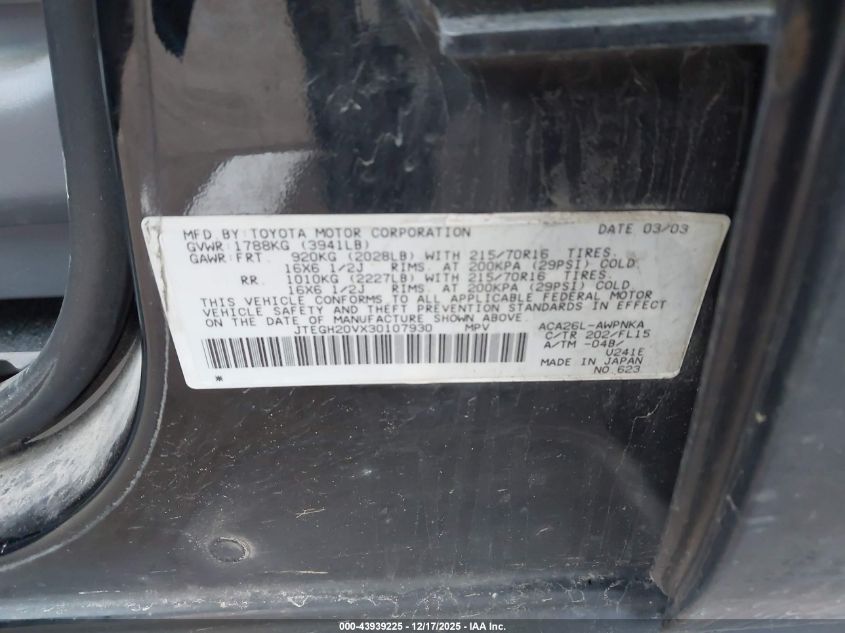 MFD. BY: TOYOTA MOTOR CORPORATION DATE 03/03
GVWR: 1788KG (3941LB)
GAWR: FRT. 920KG (2028LB) WITH 215/70R16 TIRES.
16X6 1/2J RIMS. AT 200KPA (29PSI) COLD
RR. 1010KG (2227LB) WITH 215/70R16 TIRES.
16X6 1/2J RIMS. AT 200KPA (29PSI) COLD.
THIS VEHICLE CONFORMS TO ALL APPLICABLE FEDERAL MOTOR
VEHICLE SAFETY AND THEFT PREVENTION STANDARDS IN EFFECT
ON THE DATE OF MANUFACTURE SHOWN ABOVE.
JTEGH20VX30107930 MPV ACA26L-AWPNKA
C/TR 202/FL15
A/TM -04B/
U241E
MADE IN JAPAN
NO. 623
*
000-43939225 - 12/17/2025 - IAA Inc.